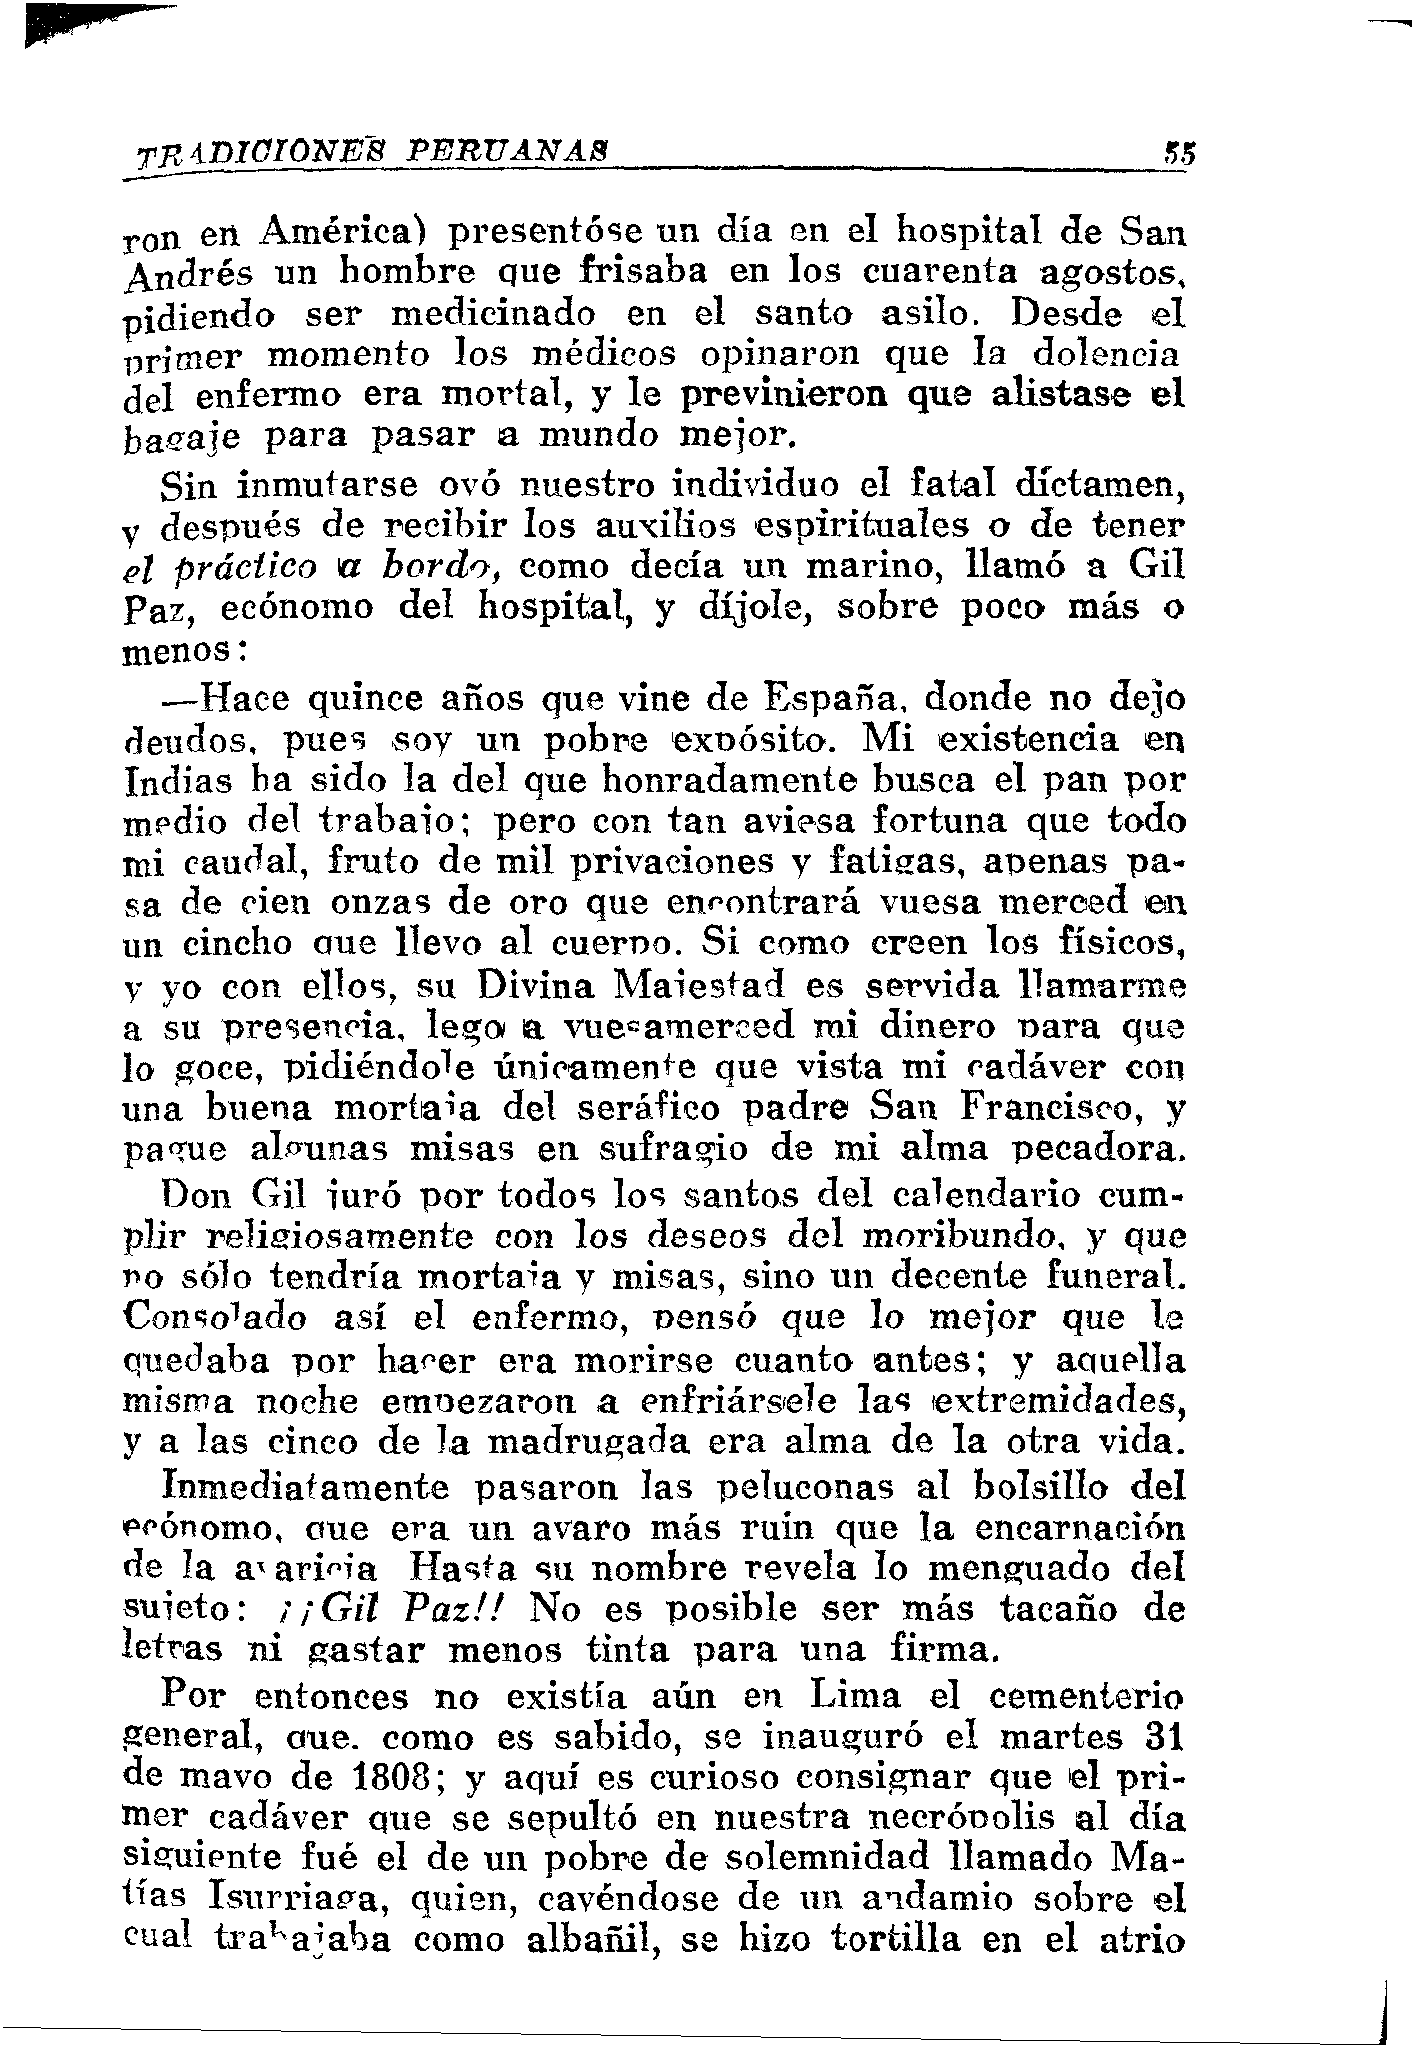 TRADICIONES PERUANAS 55
ron en América) presentóse un día en el hospital de San
Andrés un hombre que frisaba en los cuarenta agostos,
pidiendo ser medicinado en el santo asilo. Desde el
primer momento los médicos opinaron que la dolencia
del enfermo era mortal, y le previnieron que alistase el
bagaje para pasar a mundo mejor.
Sin inmutarse oyó nuestro individuo el fatal díctamen,
y después de recibir los auxilios espirituales o de tener
el práctico a bordo, como decía un marino, llamó a Gil
Paz, ecónomo del hospital, y díjole, sobre poco más o
menos:
—Hace quince años que vine de España, donde no dejo
deudos, pues soy un pobre expósito. Mi existencia en
Indias ha sido la del que honradamente busca el pan por
medio del trabajo; pero con tan aviesa fortuna que todo
mi caudal, fruto de mil privaciones y fatigas, apenas pa-
sa de cien onzas de oro que encontrará vuesa merced en
un cincho que llevo al cuerpo. Si como creen los físicos,
y yo con ellos, su Divina Majestad es servida llamarme
a su presencia, lego a vuesamerced mi dinero para que
lo goce, pidiéndole únicamente que vista mi cadáver con
una buena mortaja del seráfico padre San Francisco, y
pague algunas misas en sufragio de mi alma pecadora.
Don Gil juró por todos los santos del calendario cum-
plir religiosamente con los deseos del moribundo, y que
no sólo tendría mortaja y misas, sino un decente funeral.
Consolado así el enfermo, pensó que lo mejor que le
quedaba por hacer era morirse cuanto antes; y aquella
misma noche empezaron a enfriársele las extremidades,
y a las cinco de la madrugada era alma de la otra vida.
Inmediatamente pasaron las peluconas al bolsillo del
ecónomo, que era un avaro más ruin que la encarnación
de la avaricia Hasta su nombre revela lo menguado del
sujeto: ¡¡Gil Paz!! No es posible ser más tacaño de
letras ni gastar menos tinta para una firma.
Por entonces no existía aún en Lima el cementerio
general, que. como es sabido, se inauguró el martes 31
de mayo de 1808; y aquí es curioso consignar que el pri-
mer cadáver que se sepultó en nuestra necrópolis al día
siguiente fué el de un pobre de solemnidad llamado Ma-
tías Isurriaga, quien, cayéndose de un andamio sobre el
cual trabajaba como albañil, se hizo tortilla en el atrio